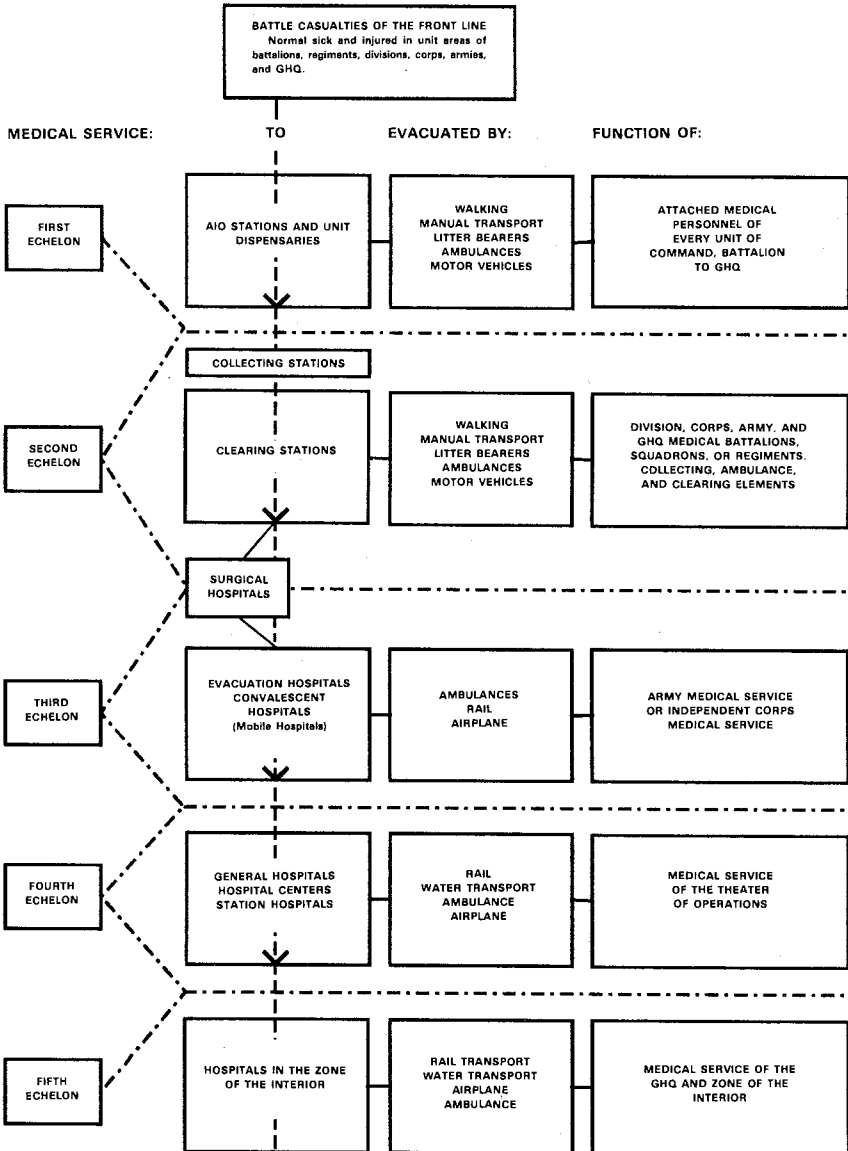 BATTLE CASUALTIES OF THE FRONT LINE
Normal sick and injured in unit areas of
battalions, regiments, divisions, corps, armies,
and GHQ.
MEDICAL SERVICE:
TO
EVACUATED BY:
FUNCTION OF:
FIRST
ECHELON
AIO STATIONS AND UNIT
DISPENSARIES
WALKING
MANUAL TRANSPORT
LITTER BEARERS
AMBULANCES
MOTOR VEHICLES
ATTACHED MEDICAL
PERSONNEL OF
EVERY UNIT OF
COMMAND, BATTALION
TO GHQ
COLLECTING STATIONS
SECOND
ECHELON
CLEARING STATIONS
WALKING
MANUAL TRANSPORT
LITTER BEARERS
AMBULANCES
MOTOR VEHICLES
DIVISION, CORPS, ARMY, AND
GHQ MEDICAL BATTALIONS,
SQUADRONS, OR REGIMENTS.
COLLECTING, AMBULANCE,
AND CLEARING ELEMENTS
SURGICAL
HOSPITALS
THIRD
ECHELON
EVACUATION HOSPITALS
CONVALESCENT
HOSPITALS
(Mobile Hospitals)
AMBULANCES
RAIL
AIRPLANE
ARMY MEDICAL SERVICE
OR INDEPENDENT CORPS
MEDICAL SERVICE
FOURTH
ECHELON
GENERAL HOSPITALS
HOSPITAL CENTERS
STATION HOSPITALS
RAIL
WATER TRANSPORT
AMBULANCE
AIRPLANE
MEDICAL SERVICE
OF THE THEATER
OF OPERATIONS
FIFTH
ECHELON
HOSPITALS IN THE ZONE
OF THE INTERIOR
RAIL TRANSPORT
WATER TRANSPORT
AIRPLANE
AMBULANCE
MEDICAL SERVICE OF THE
GHQ AND ZONE OF THE
INTERIOR